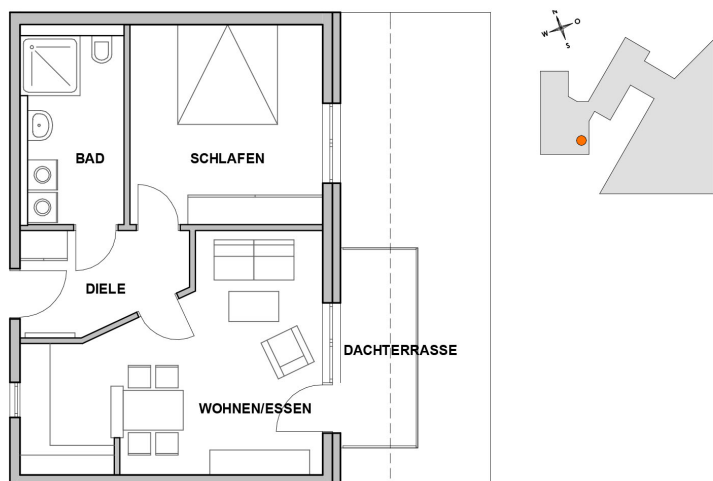 N
W O
S
BAD
SCHLAFEN
DIELE
DACHTERRASSE
WOHNEN/ESSEN